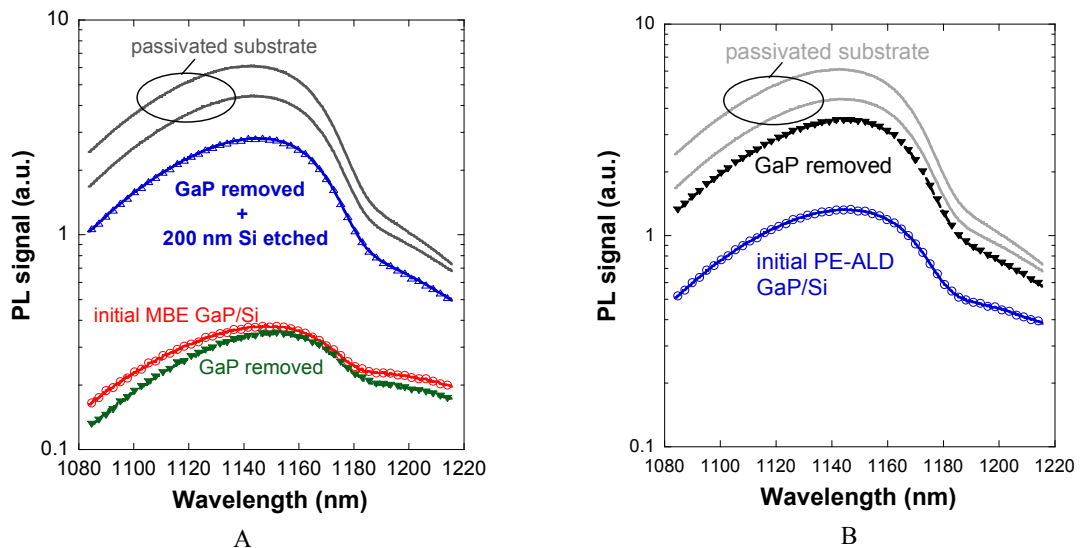 10
passivated substrate
GaP removed
+
200 nm Si etched
1
PL signal (a.u.)
initial MBE GaP/Si
GaP removed
0.1
1080 1100 1120 1140 1160 1180 1200 1220
Wavelength (nm)
A
10
passivated substrate
GaP removed
1
PL signal (a.u.)
initial PE-ALD
GaP/Si
0.1
1080 1100 1120 1140 1160 1180 1200 1220
Wavelength (nm)
B